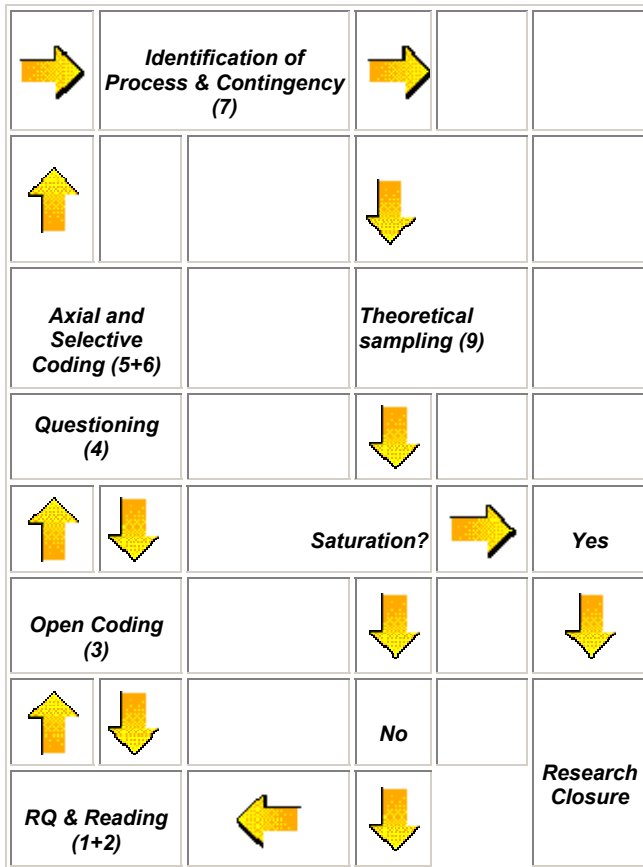 Identification of
Process & Contingency
(7)
Axial and
Selective
Coding (5+6)
Theoretical
sampling (9)
Questioning
(4)
Saturation?
Yes
Open Coding
(3)
No
Research
Closure
RQ & Reading
(1+2)